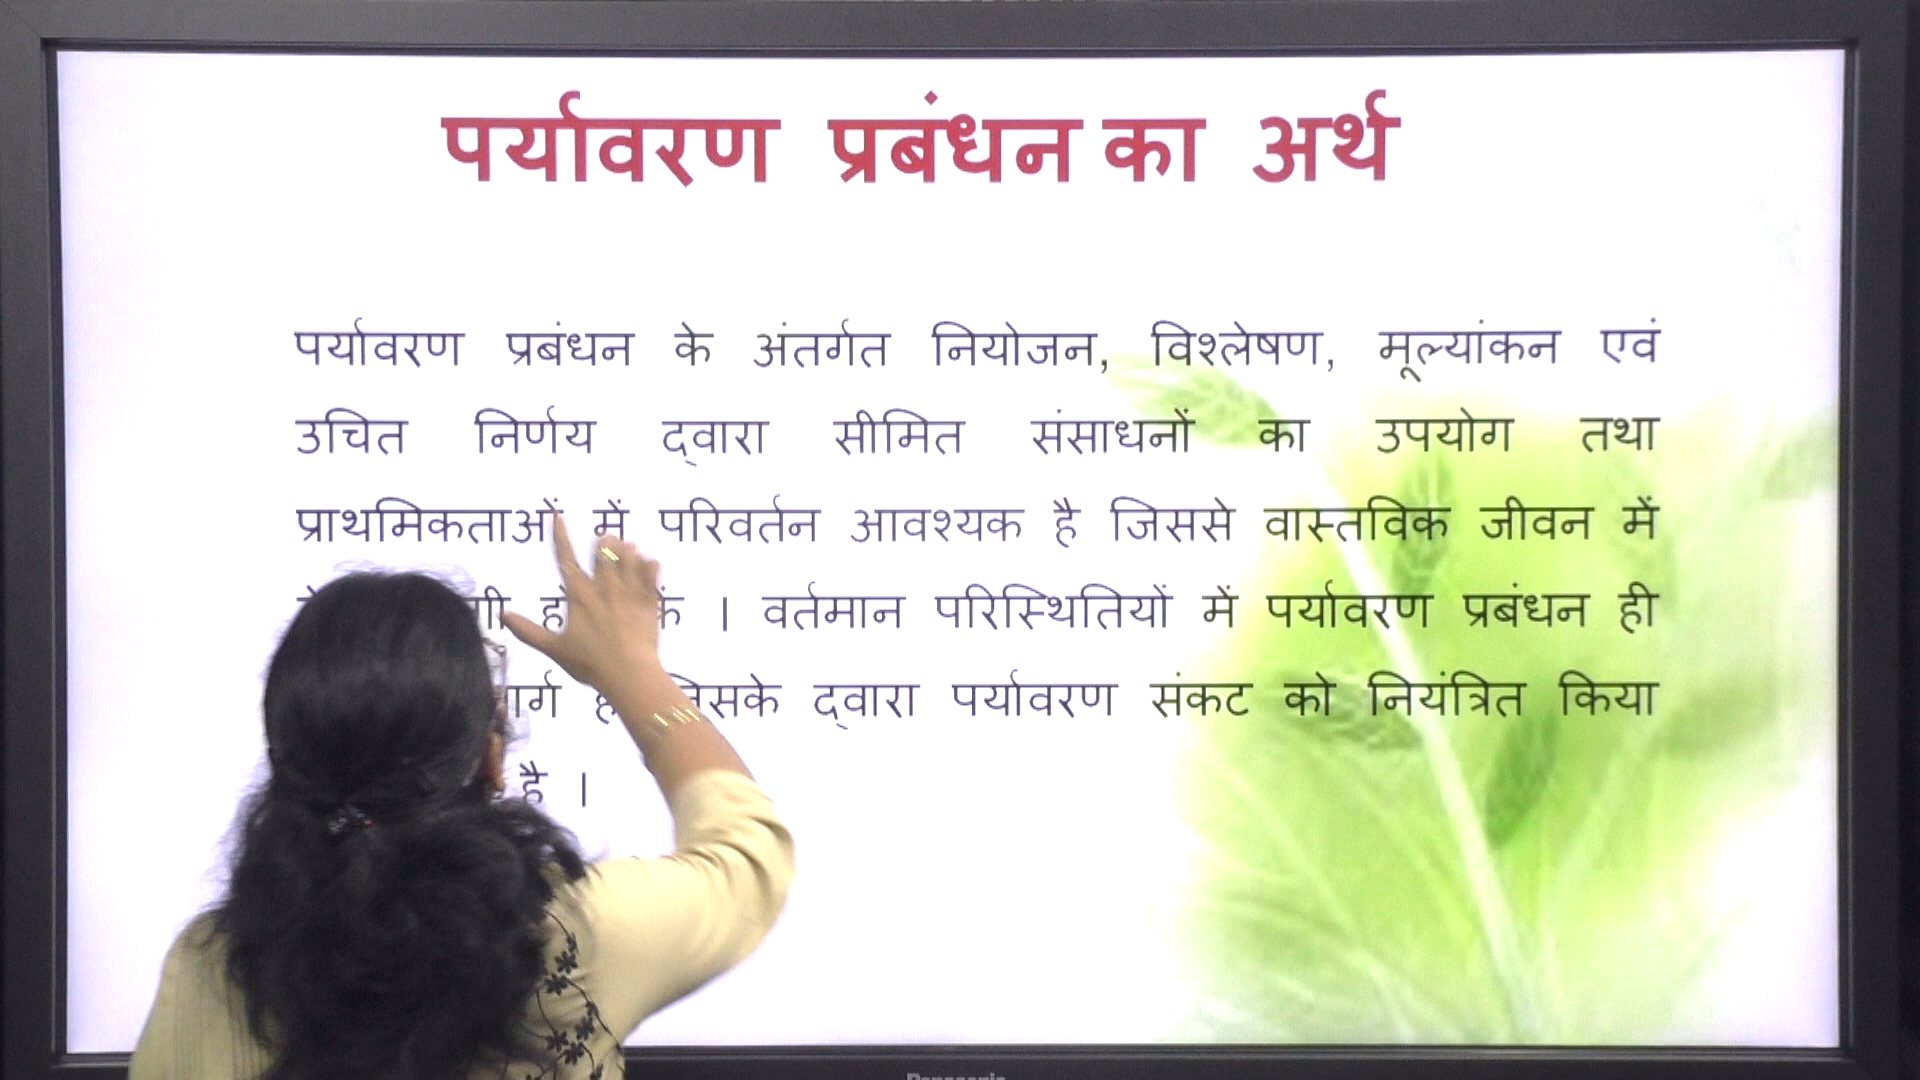 पर्यावरण प्रबंधन का अर्थ
पर्यावरण प्रबंधन के अंतर्गत नियोजन, विश्लेषण, मूल्यांकन एवं
उचित निर्णय द्वारा सीमित संसाधनों का उपयोग तथा
प्राथमिकताओं में परिवर्तन आवश्यक है जिससे वास्तविक जीवन में
। वर्तमान परिस्थितियों में पर्यावरण प्रबंधन ही
द्वारा पर्यावरण संकट को नियंत्रित किया
है ।